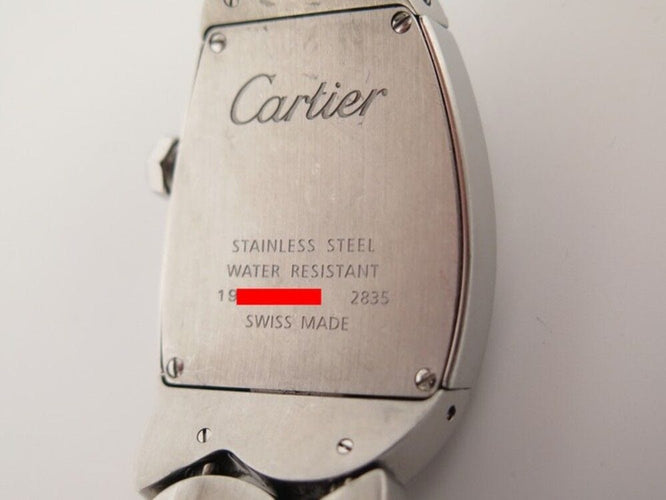 Cartier
STAINLESS STEEL
WATER RESISTANT
19 2835
SWISS MADE